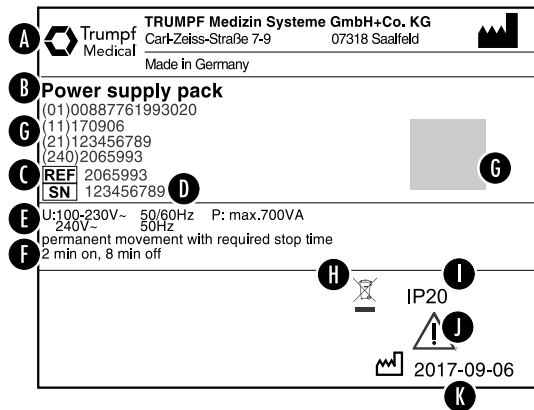 A
Trumpf
Medical
TRUMPF Medizin Systeme GmbH+Co. KG
Carl-Zeiss-Straße 7-9 07318 Saalfeld
Made in Germany
B
Power supply pack
(01)00887761993020
G
(11)170906
(21)123456789
(240)2065993
C
REF 2065993
G
SN 123456789
D
E
U:100-230V~ 50/60Hz P: max.700VA
240V~ 50Hz
permanent movement with required stop time
F
2 min on, 8 min off
H
I
IP20
J
2017-09-06
K